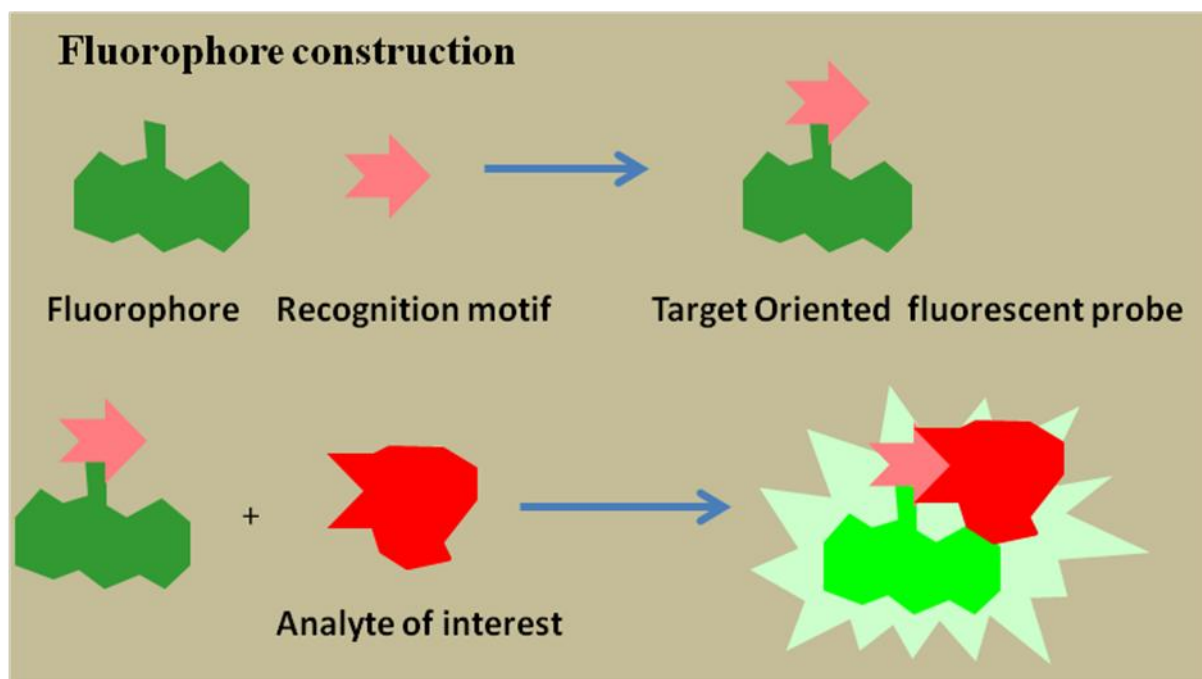 Fluorophore construction
Fluorophore Recognition motif Target Oriented fluorescent probe
+
Analyte of interest